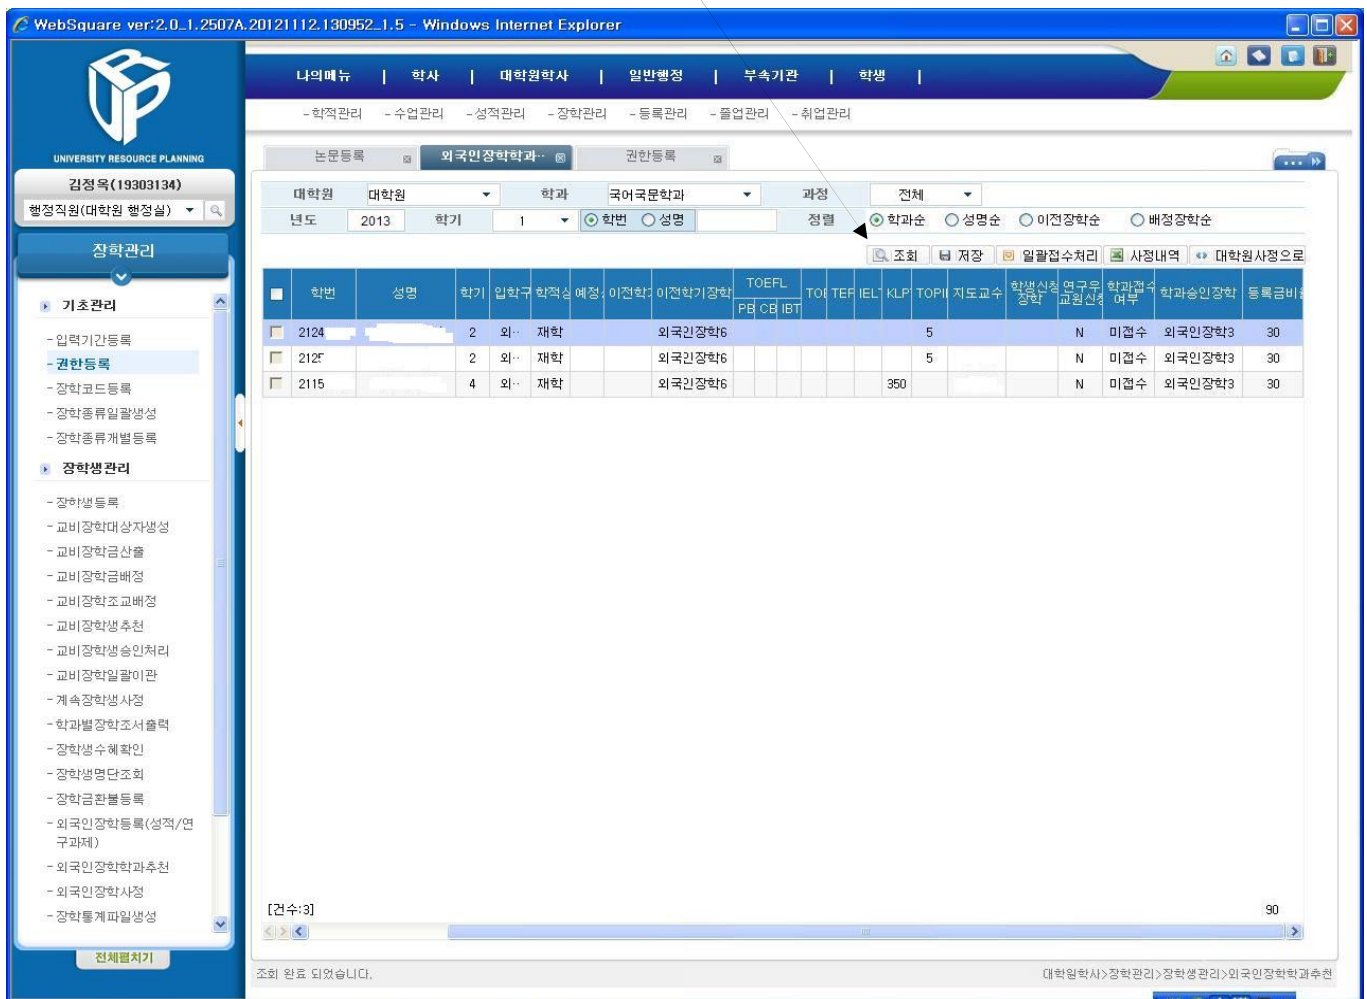 WebSquare ver:2.0_1.2507A.20121112.130952_1.5 - Windows Internet Explorer
나의메뉴 | 학사 | 대학원학사 | 일반행정 | 부속기관 | 학생 |
- 학적관리 - 수업관리 - 성적관리 - 장학관리 - 등록관리 - 졸업관리 - 취업관리
UNIVERSITY RESOURCE PLANNING
김정옥(19303134)
행정직원(대학원 행정실)
장학관리
기초관리
- 입력기간등록
- 권한등록
- 장학코드등록
- 장학종류일괄생성
- 장학종류개별등록
장학생관리
- 장학생등록
- 교비장학대상자생성
- 교비장학금산출
- 교비장학금배정
- 교비장학조교배정
- 교비장학생추천
- 교비장학생승인처리
- 교비장학일괄이관
- 계속장학생사정
- 학과별장학조서출력
- 장학생수혜확인
- 장학생명단조회
- 장학금환불등록
- 외국인장학등록(성적/연
구과제)
- 외국인장학학과추천
- 외국인장학사정
- 장학통계파일생성
전체펼치기
논문등록 외국인장학학과·· 권한등록
대학원 대학원 학과 국어국문학과 과정 전체
년도 2013 학기 1 학번 성명 정렬 학과순 성명순 이전장학순 배정장학순
조회 저장 일괄접수처리 사정내역 대학원사정으로
학번 성명 학기 입학구 학적상 예정 이전학기 이전학기장학 TOEFL TOI TEF IEL KLP TOPI 지도교수 학생신청 장학 연구우 교원신청 학과접수 여부 학과승인장학 등록금비율
PB CB IBT
2124 2 외·· 재학 외국인장학6 5 N 미접수 외국인장학3 30
2125 2 외·· 재학 외국인장학6 5 N 미접수 외국인장학3 30
2115 4 외·· 재학 외국인장학6 350 N 미접수 외국인장학3 30
[건수:3] 90
조회 완료 되었습니다. 대학원학사>장학관리>장학생관리>외국인장학학과추천